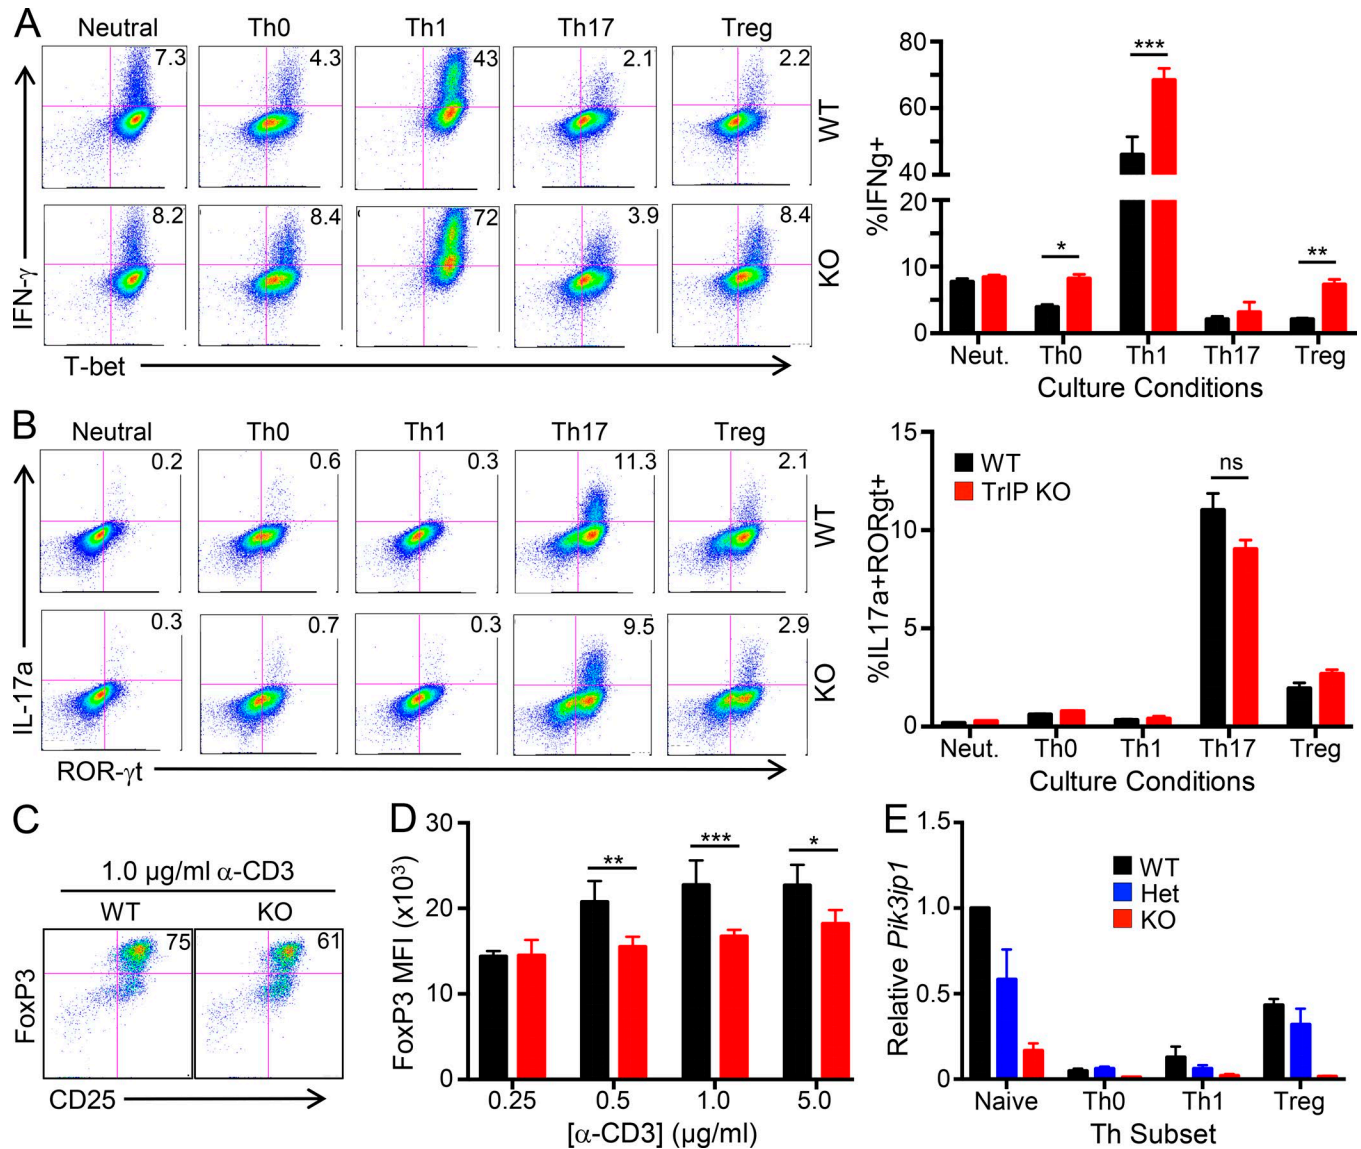 A
Neutral Th0 Th1 Th17 Treg
7.3 4.3 43 2.1 2.2
WT
8.2 8.4 72 3.9 8.4
KO
IFN-γ
T-bet
%IFNg+
80
60
40
20
10
0
***
*
**
Neut. Th0 Th1 Th17 Treg
Culture Conditions
B
Neutral Th0 Th1 Th17 Treg
0.2 0.6 0.3 11.3 2.1
WT
0.3 0.7 0.3 9.5 2.9
KO
IL-17a
ROR-γt
%IL17a+RORgt+
15
10
5
0
WT
TrIP KO
ns
Neut. Th0 Th1 Th17 Treg
Culture Conditions
C
1.0 µg/ml α-CD3
WT KO
75 61
FoxP3
CD25
D
FoxP3 MFI (x10³)
30
20
10
0
**
***
*
0.25 0.5 1.0 5.0
[α-CD3] (µg/ml)
E
Relative Pik3ip1
1.5
1.0
0.5
0
WT
Het
KO
Naive Th0 Th1 Treg
Th Subset